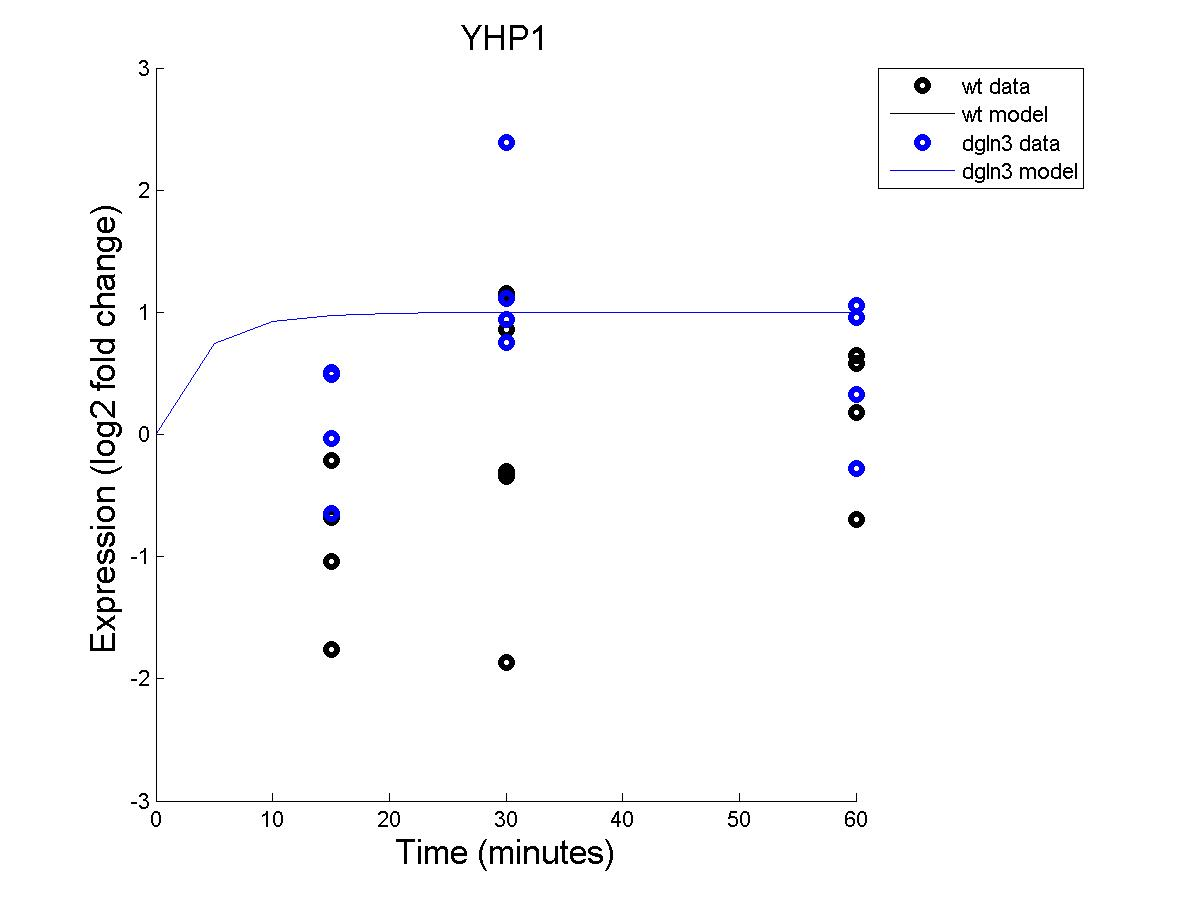 YHP1
wt data
wt model
dgln3 data
dgln3 model
Expression (log2 fold change)
3
2
1
0
-1
-2
-3
0 10 20 30 40 50 60
Time (minutes)